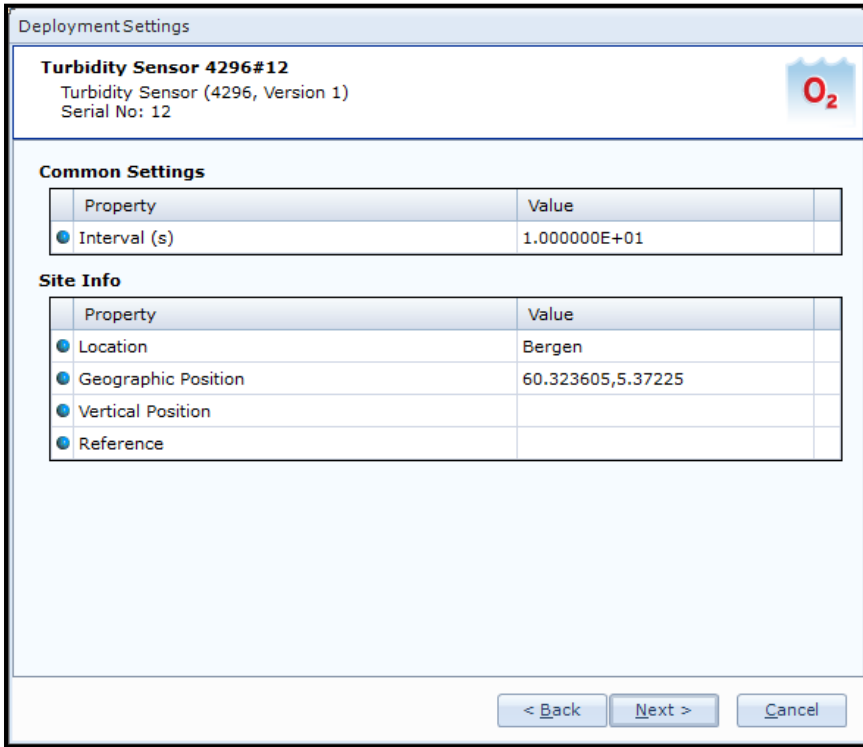 Deployment Settings
Turbidity Sensor 4296#12
Turbidity Sensor (4296, Version 1)
Serial No: 12
O₂
Common Settings
Property Value
Interval (s) 1.000000E+01
Site Info
Property Value
Location Bergen
Geographic Position 60.323605,5.37225
Vertical Position
Reference
< Back Next > Cancel